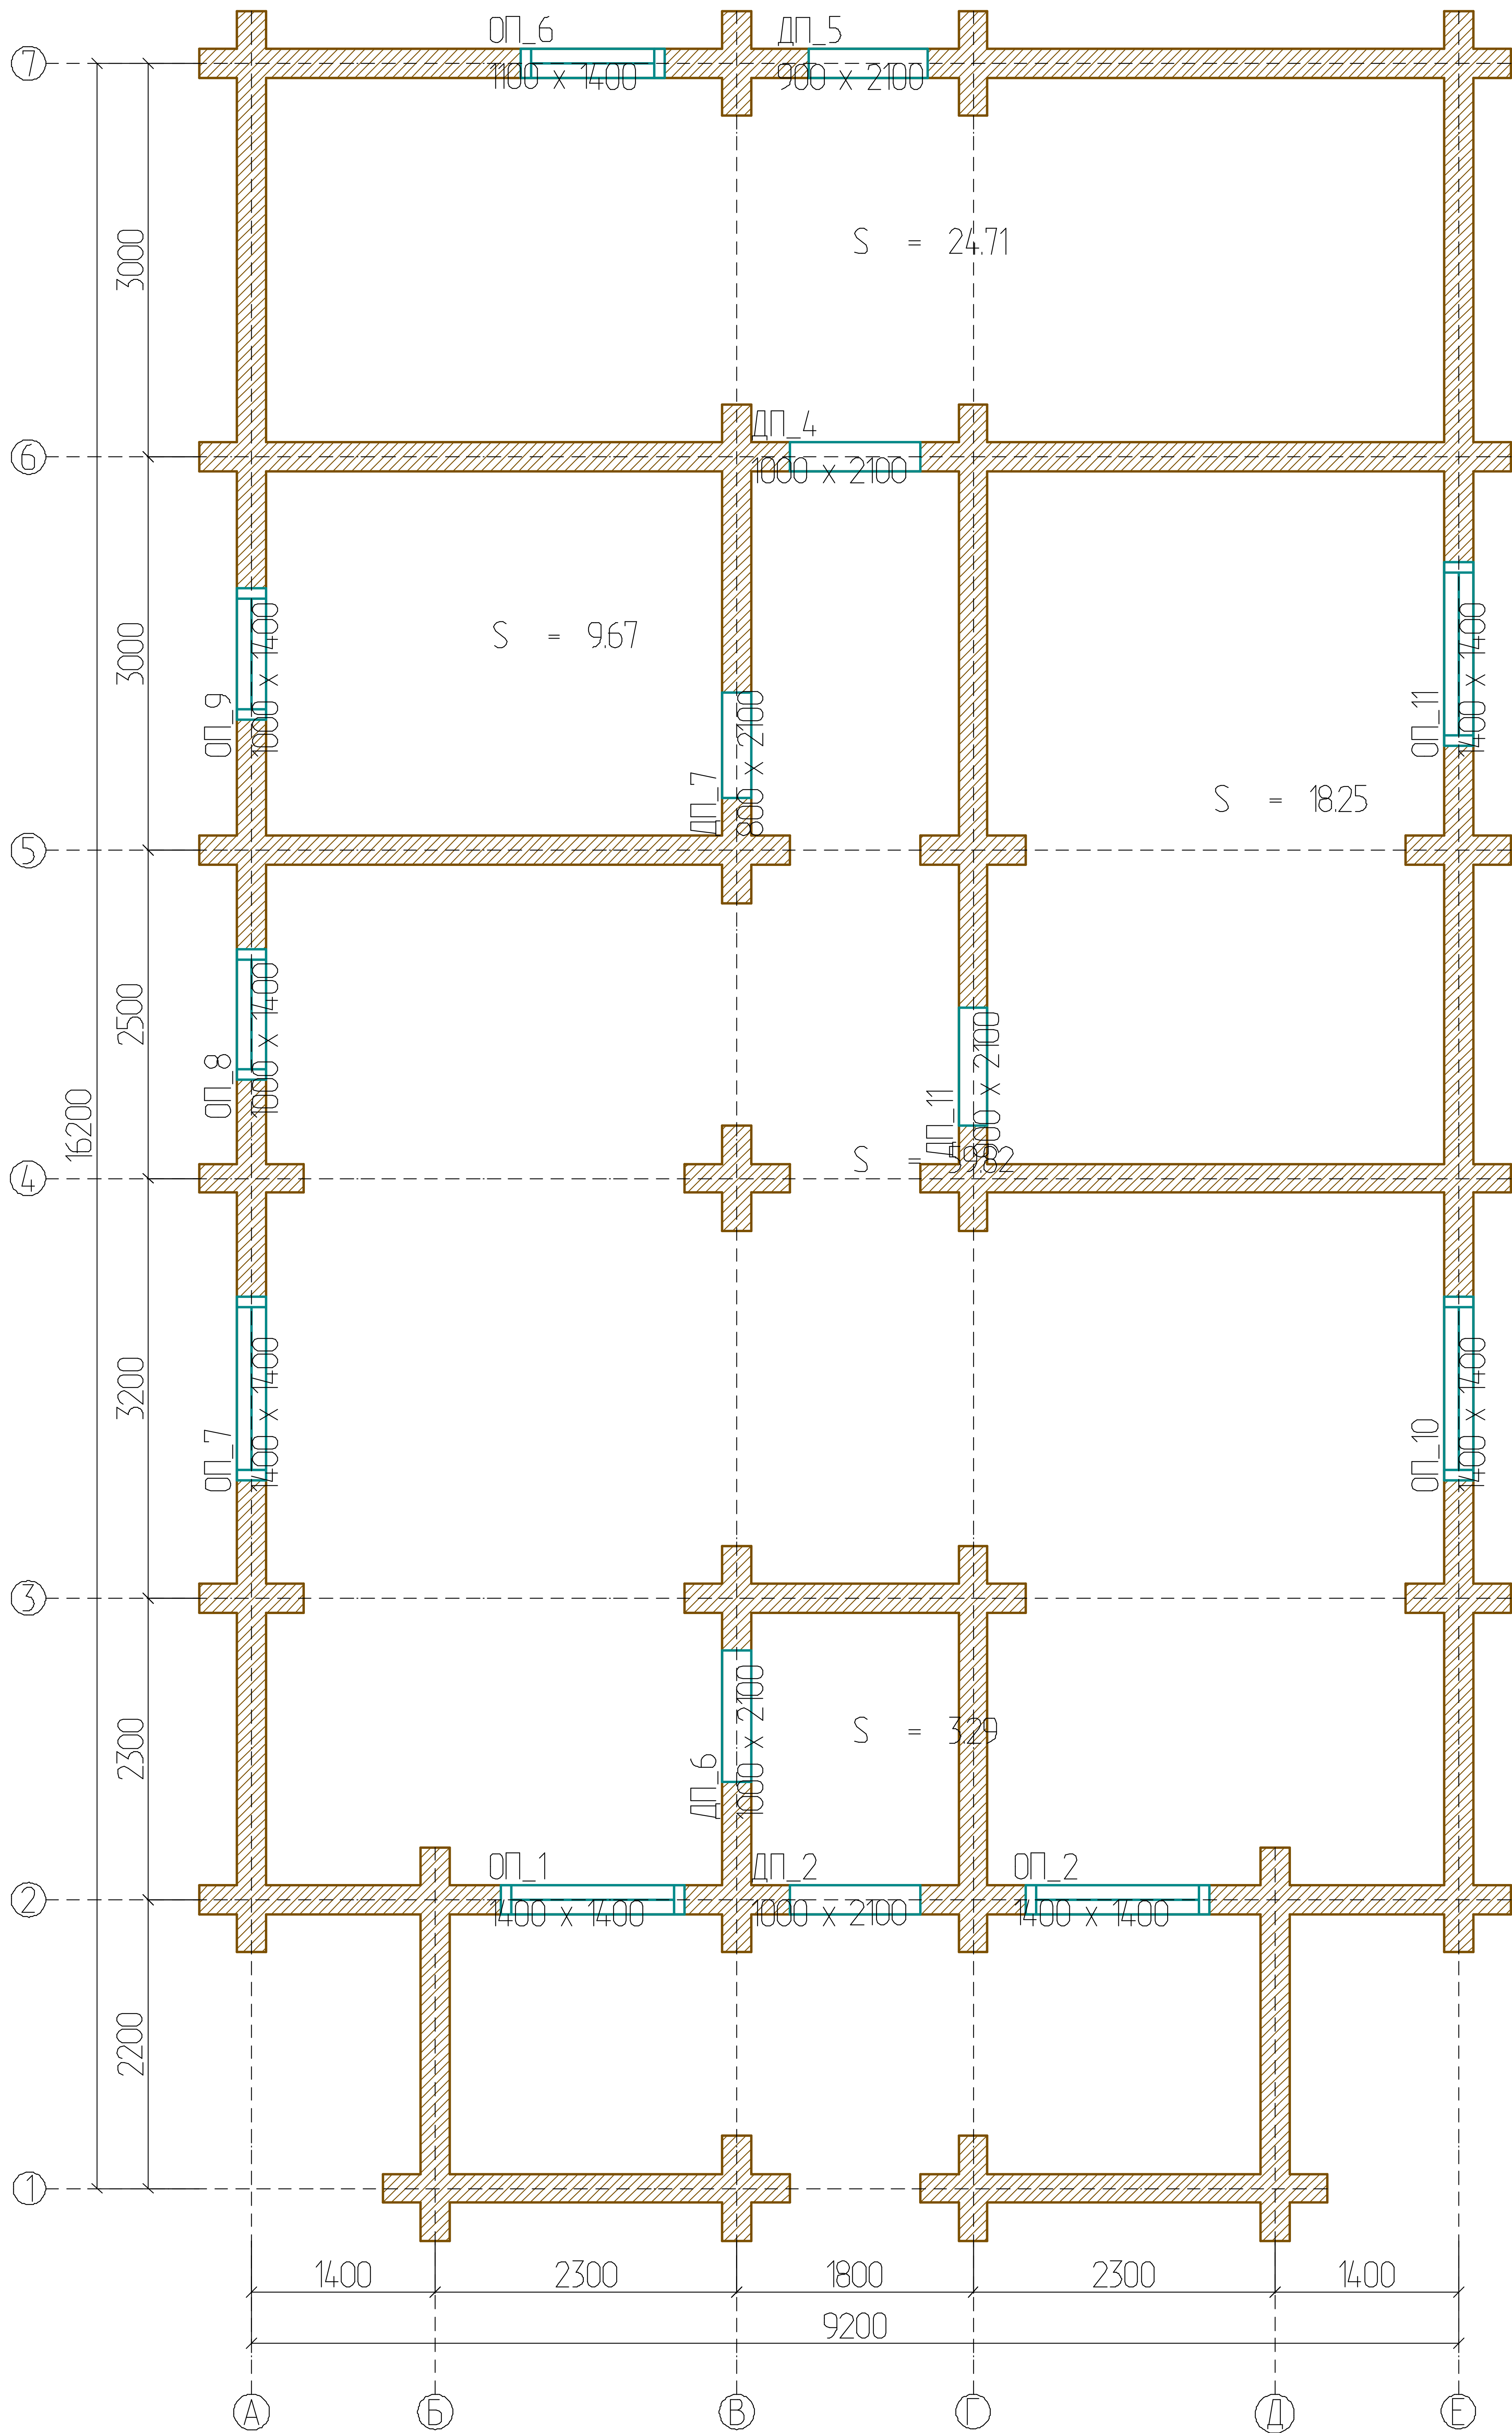 ОП_6
ДП_5
7
1100 x 1400
900 x 2100
3000
S = 24.71
ДП_4
6
1000 x 2100
3000
S = 9.67
1000 x 1400
ОП_9
1400 x 1400
ОП_11
800 x 2100
ДП_7
S = 18.25
5
2500
1000 x 1400
ОП_8
900 x 2100
ДП_11
16200
S = 59.82
4
3200
1400 x 1400
ОП_7
1400 x 1400
ОП_10
3
2300
1000 x 2100
ДП_6
S = 3.29
ОП_1
ДП_2
ОП_2
2
1400 x 1400
1000 x 2100
1400 x 1400
2200
1
1400
2300
1800
2300
1400
9200
А
Б
В
Г
Д
Е